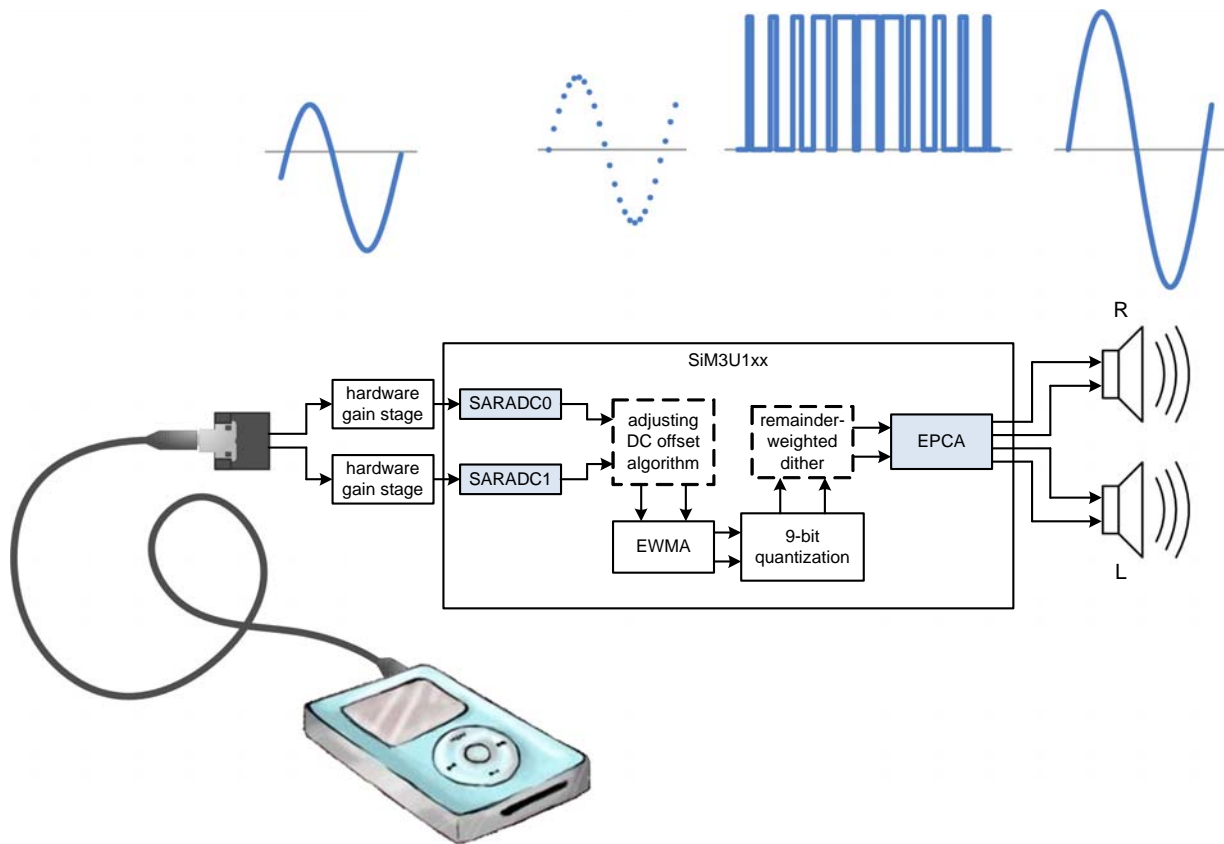 R
SiM3U1xx
hardware
gain stage
SARADC0
adjusting
DC offset
algorithm
remainder-
weighted
dither
EPCA
hardware
gain stage
SARADC1
EWMA
9-bit
quantization
L